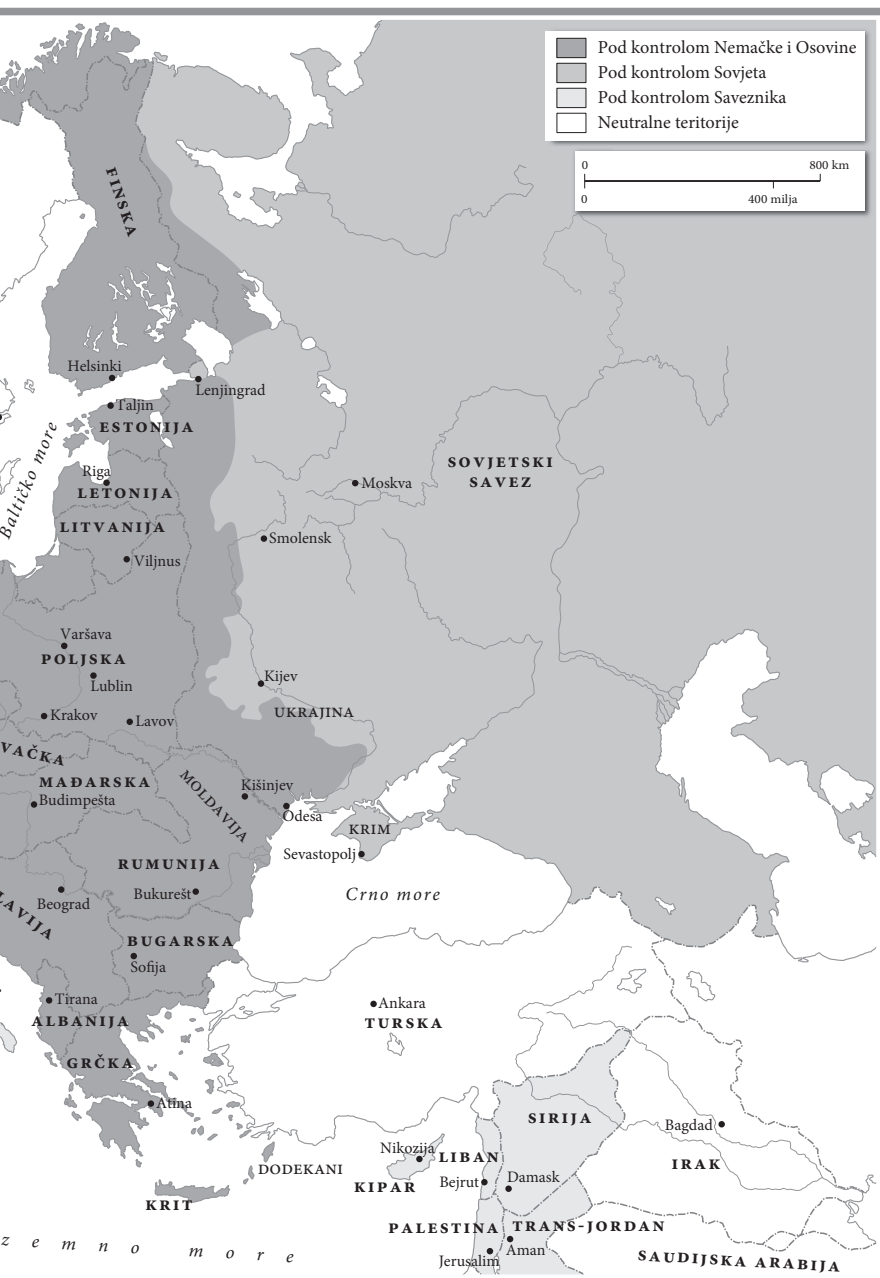 Pod kontrolom Nemačke i Osovine
Pod kontrolom Sovjeta
Pod kontrolom Saveznika
Neutralne teritorije
0 800 km
0 400 milja
FINSKA
Helsinki
Lenjingrad
Taljin
ESTONIJA
Baltičko more
Riga
LETONIJA
SOVJETSKI
SAVEZ
Moskva
LITVANIJA
Smolensk
Viljnus
Varšava
POLJSKA
Lublin
Kijev
Krakov
Lavov
UKRAJINA
VAČKA
MAĐARSKA
Budimpešta
MOLDAVIJA
Kišinjev
Odesa
KRIM
Sevastopolj
RUMUNIJA
Bukurešt
Beograd
LAVIJA
Crno more
BUGARSKA
Sofija
Tirana
ALBANIJA
Ankara
TURSKA
GRČKA
Atina
SIRIJA
Bagdad
Nikozija
LIBAN
DODEKANI
KIPAR
Bejrut
Damask
IRAK
KRIT
PALESTINA
TRANS-JORDAN
Aman
Jerusalim
SAUDIJSKA ARABIJA
zemno more